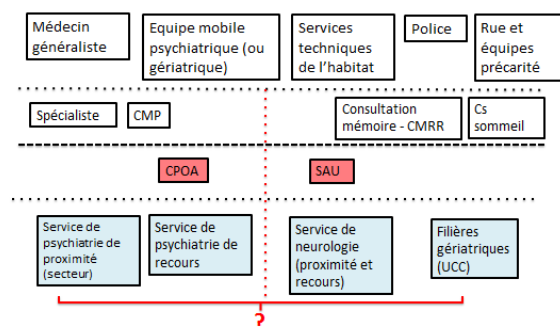 Médecin
généraliste
Equipe mobile
psychiatrique (ou
gériatrique)
Services
techniques
de l'habitat
Police
Rue et
équipes
précarité
Spécialiste
CMP
Consultation
mémoire - CMRR
Cs
sommeil
CPOA
SAU
Service de
psychiatrie de
proximité
(secteur)
Service de
psychiatrie de
recours
Service de
neurologie
(proximité et
recours)
Filières
gériatriques
(UCC)
?